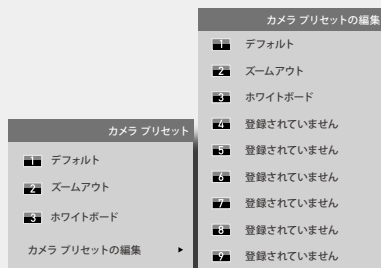 カメラ プリセットの編集
1 デフォルト
2 ズームアウト
3 ホワイトボード
4 登録されていません
5 登録されていません
6 登録されていません
7 登録されていません
8 登録されていません
9 登録されていません
カメラ プリセット
1 デフォルト
2 ズームアウト
3 ホワイトボード
カメラ プリセットの編集